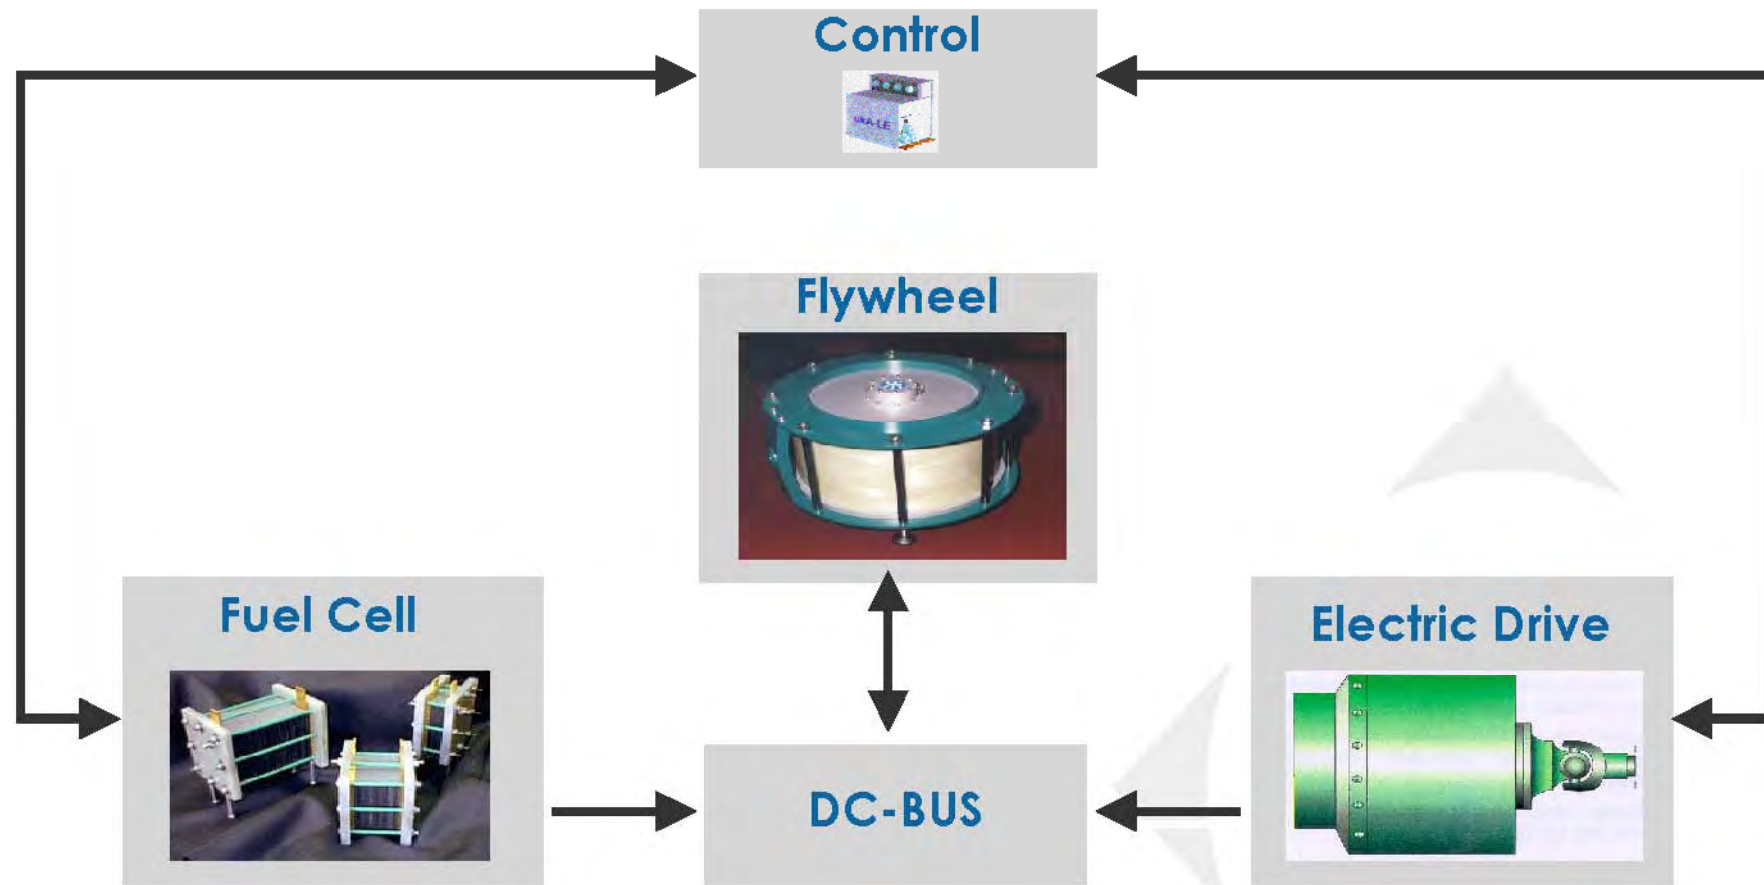 Control
Flywheel
Fuel Cell
Electric Drive
DC-BUS